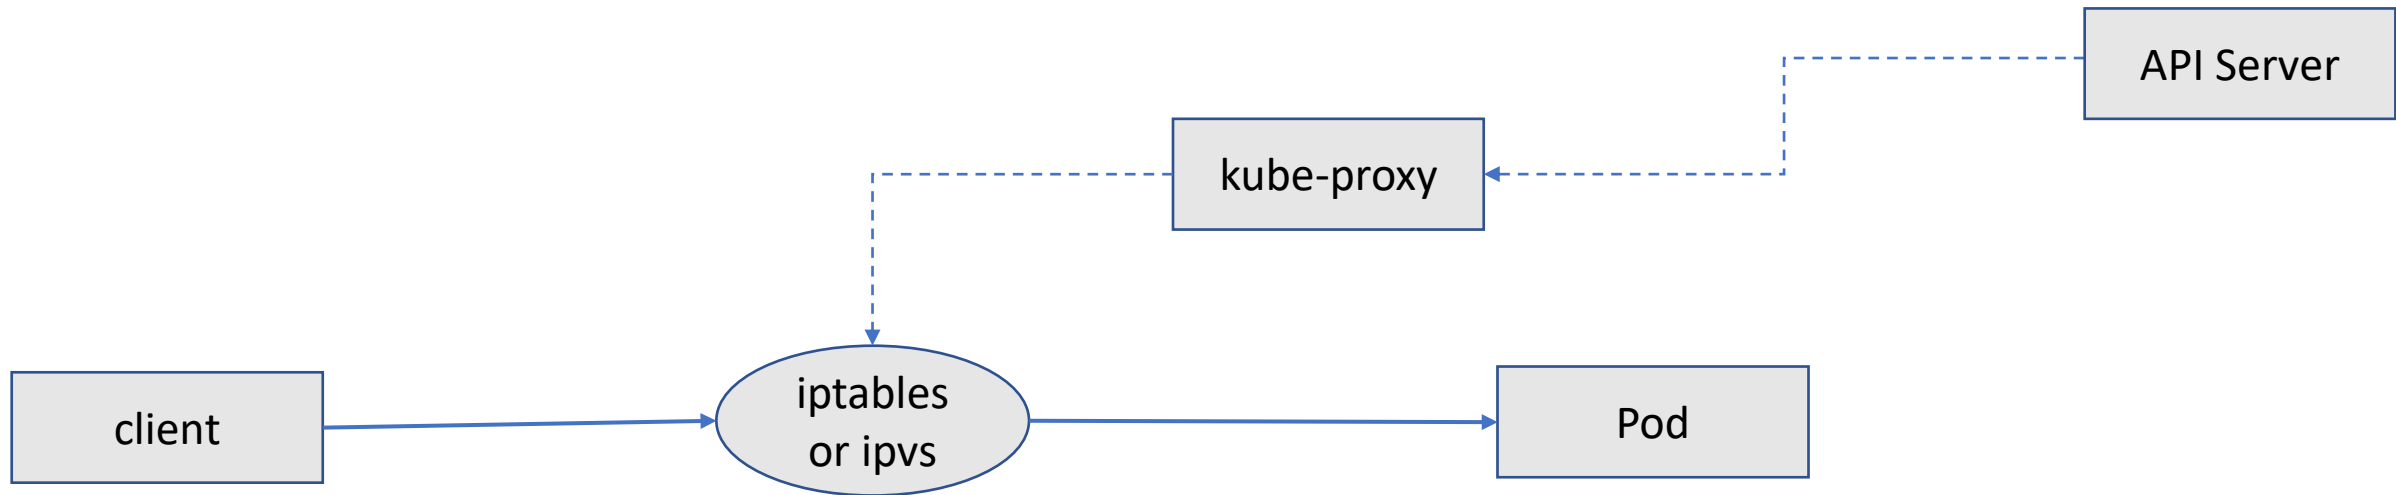 API Server
kube-proxy
iptables
or ipvs
client
Pod